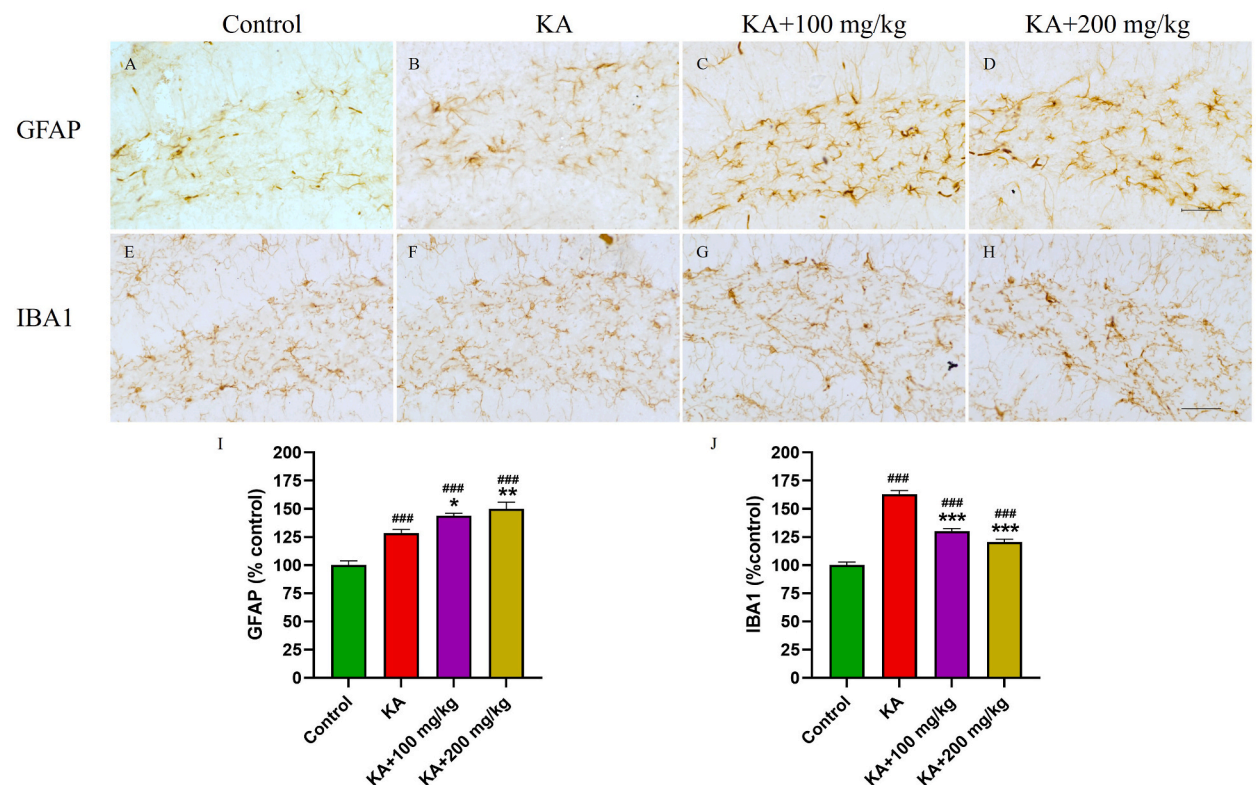 Control KA KA+100 mg/kg KA+200 mg/kg
GFAP
A B C D
IBA1
E F G H
I
GFAP (% control)
200
175
150
125
100
75
50
25
0
###
###
*
###
**
Control KA KA+100 mg/kg KA+200 mg/kg
J
IBA1 (%control)
200
175
150
125
100
75
50
25
0
###
###
***
###
***
Control KA KA+100 mg/kg KA+200 mg/kg